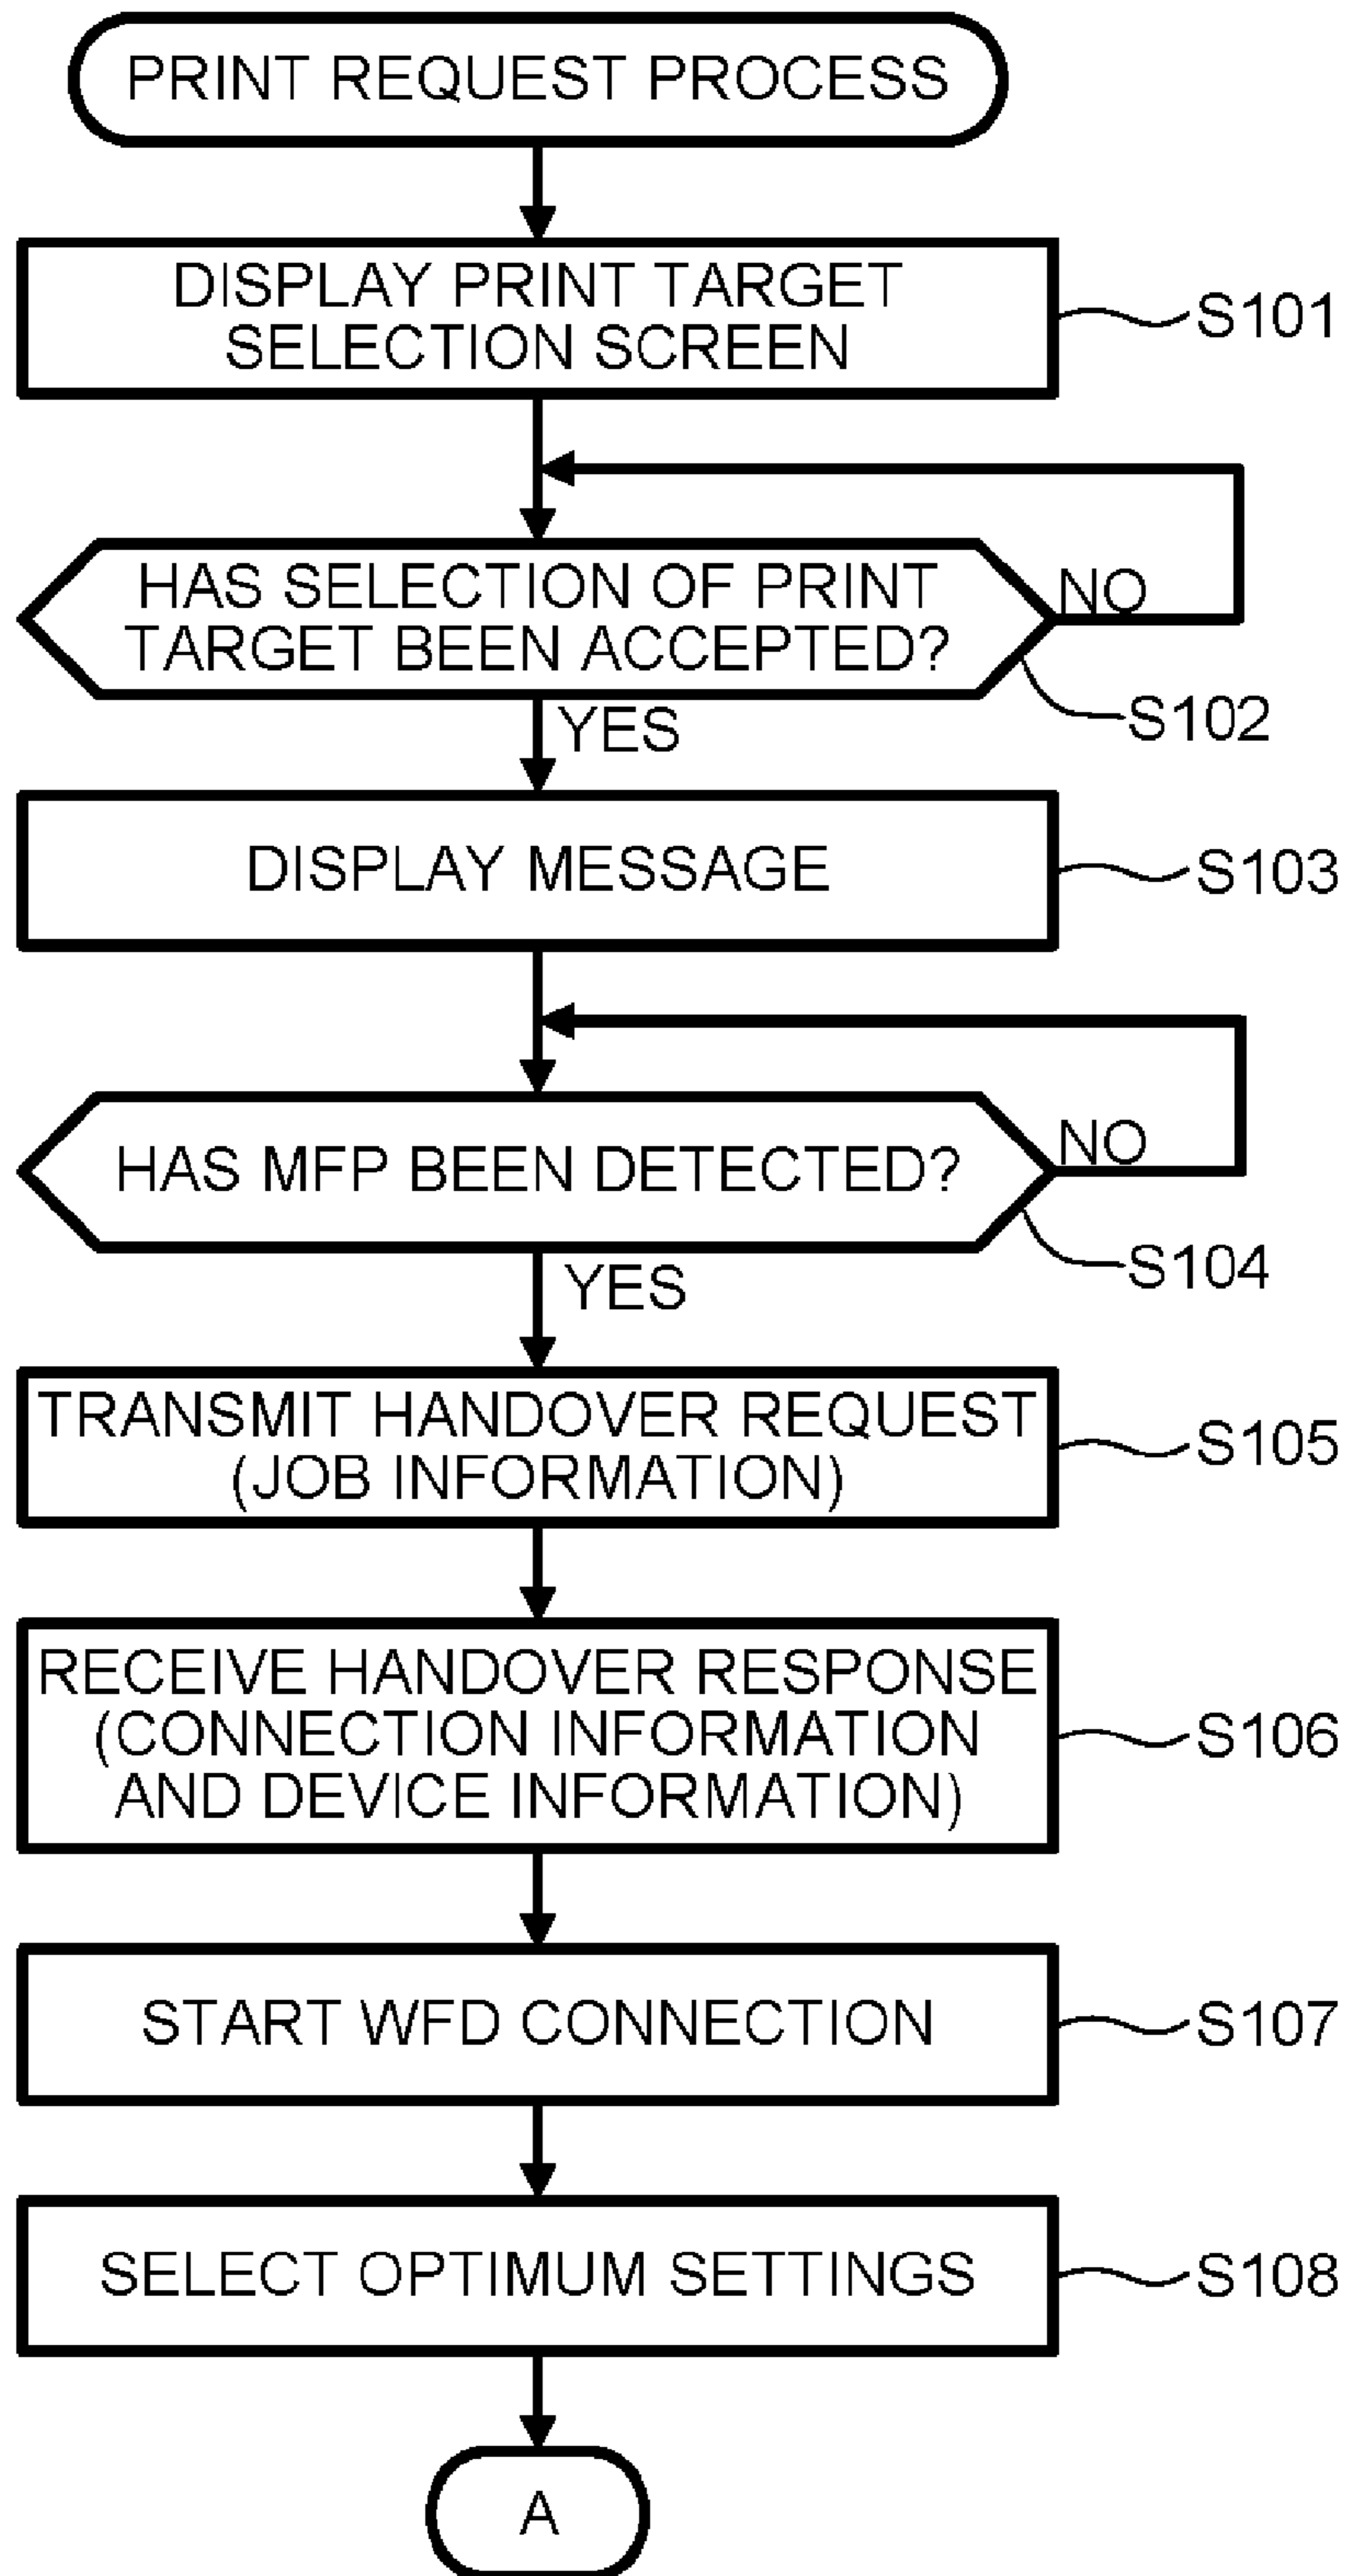 PRINT REQUEST PROCESS
DISPLAY PRINT TARGET
SELECTION SCREEN
S101
HAS SELECTION OF PRINT
TARGET BEEN ACCEPTED?
NO
S102
YES
DISPLAY MESSAGE
S103
HAS MFP BEEN DETECTED?
NO
S104
YES
TRANSMIT HANDOVER REQUEST
(JOB INFORMATION)
S105
RECEIVE HANDOVER RESPONSE
(CONNECTION INFORMATION
AND DEVICE INFORMATION)
S106
START WFD CONNECTION
S107
SELECT OPTIMUM SETTINGS
S108
A